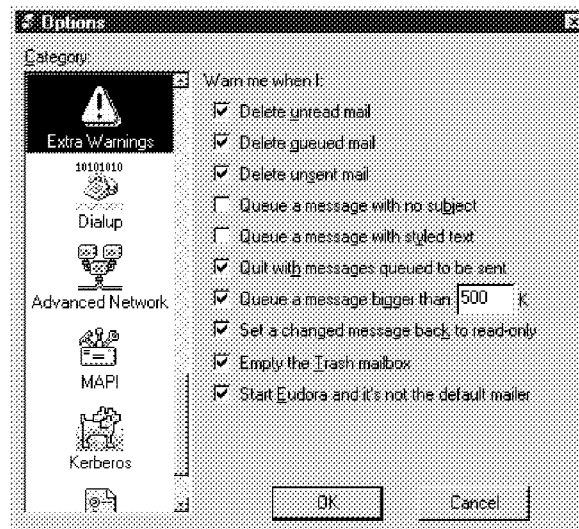 Options
Category:
Extra Warnings
10101010
Dialup
Advanced Network
MAPI
Kerberos
Warn me when I:
Delete unread mail
Delete queued mail
Delete unsent mail
Queue a message with no subject
Queue a message with styled text
Quit with messages queued to be sent
Queue a message bigger than 500 K
Set a changed message back to read-only
Empty the Trash mailbox
Start Eudora and it's not the default mailer
OK Cancel